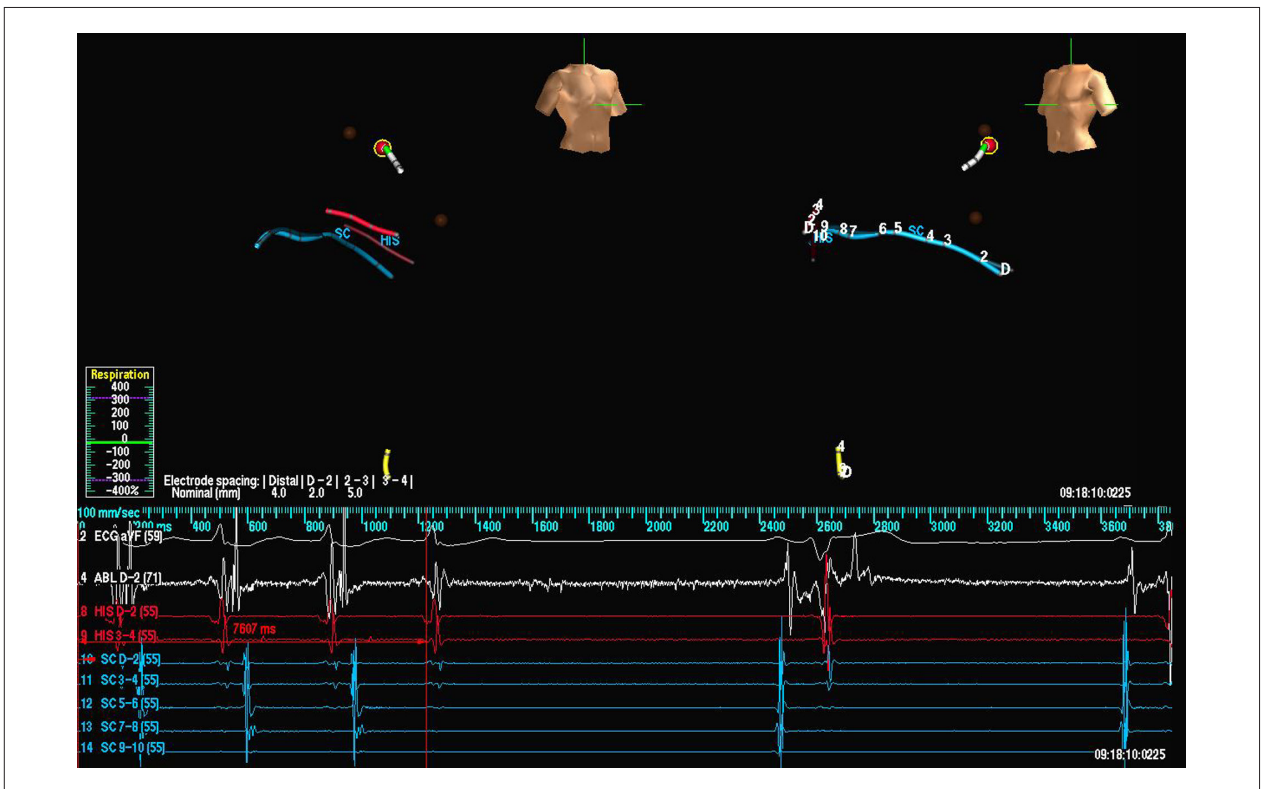 SC
HIS
4
3
2
D
9
10
HIS
8 7
6 5
SC
4
3
2
D
Respiration
400
300
200
100
0
-100
-200
-300
-400%
4
D
Electrode spacing: | Distal | D-2 | 2-3 | 3-4 |
Nominal (mm) 4.0 2.0 5.0
09:18:10:0225
100 mm/sec
0 200 ms 400 600 800 1000 1200 1400 1600 1800 2000 2200 2400 2600 2800 3000 3200 3400 3600
2 ECG aVF (59)
4 ABL D-2 (71)
8 HIS D-2 (55)
7607 ms
9 HIS 3-4 (55)
10 SC D-2 (55)
11 SC 3-4 (55)
12 SC 5-6 (55)
13 SC 7-8 (55)
14 SC 9-10 (55)
09:18:10:0225